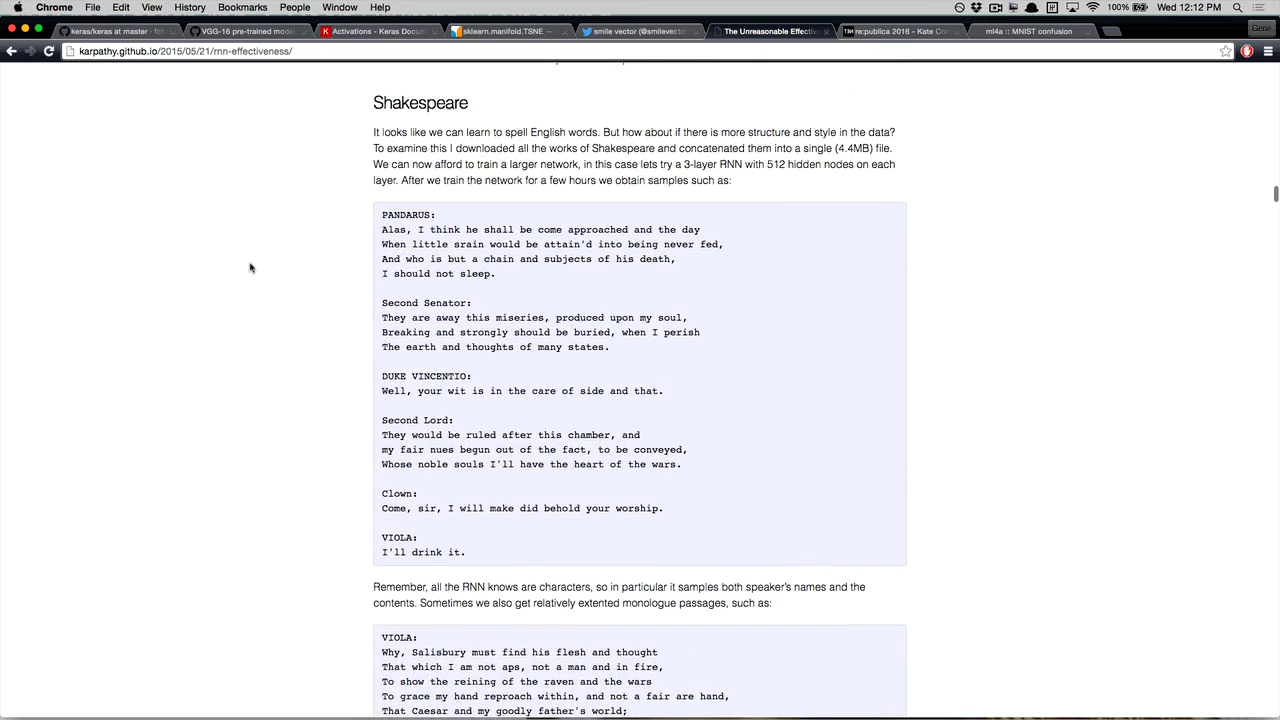 Chrome File Edit View History Bookmarks People Window Help 100% Wed 12:12 PM
keras/keras at master · fch
VGG-16 pre-trained model
Activations - Keras Docum
sklearn.manifold.TSNE —
smile vector (@smilevector
The Unreasonable Effectiv
re:publica 2016 - Kate Cra
ml4a :: MNIST confusion
Gene
karpathy.github.io/2015/05/21/rnn-effectiveness/
Shakespeare
It looks like we can learn to spell English words. But how about if there is more structure and style in the data?
To examine this I downloaded all the works of Shakespeare and concatenated them into a single (4.4MB) file.
We can now afford to train a larger network, in this case lets try a 3-layer RNN with 512 hidden nodes on each
layer. After we train the network for a few hours we obtain samples such as:
PANDARUS:
Alas, I think he shall be come approached and the day
When little srain would be attain'd into being never fed,
And who is but a chain and subjects of his death,
I should not sleep.
Second Senator:
They are away this miseries, produced upon my soul,
Breaking and strongly should be buried, when I perish
The earth and thoughts of many states.
DUKE VINCENTIO:
Well, your wit is in the care of side and that.
Second Lord:
They would be ruled after this chamber, and
my fair nues begun out of the fact, to be conveyed,
Whose noble souls I'll have the heart of the wars.
Clown:
Come, sir, I will make did behold your worship.
VIOLA:
I'll drink it.
Remember, all the RNN knows are characters, so in particular it samples both speaker's names and the
contents. Sometimes we also get relatively extented monologue passages, such as:
VIOLA:
Why, Salisbury must find his flesh and thought
That which I am not aps, not a man and in fire,
To show the reining of the raven and the wars
To grace my hand reproach within, and not a fair are hand,
That Caesar and my goodly father's world;